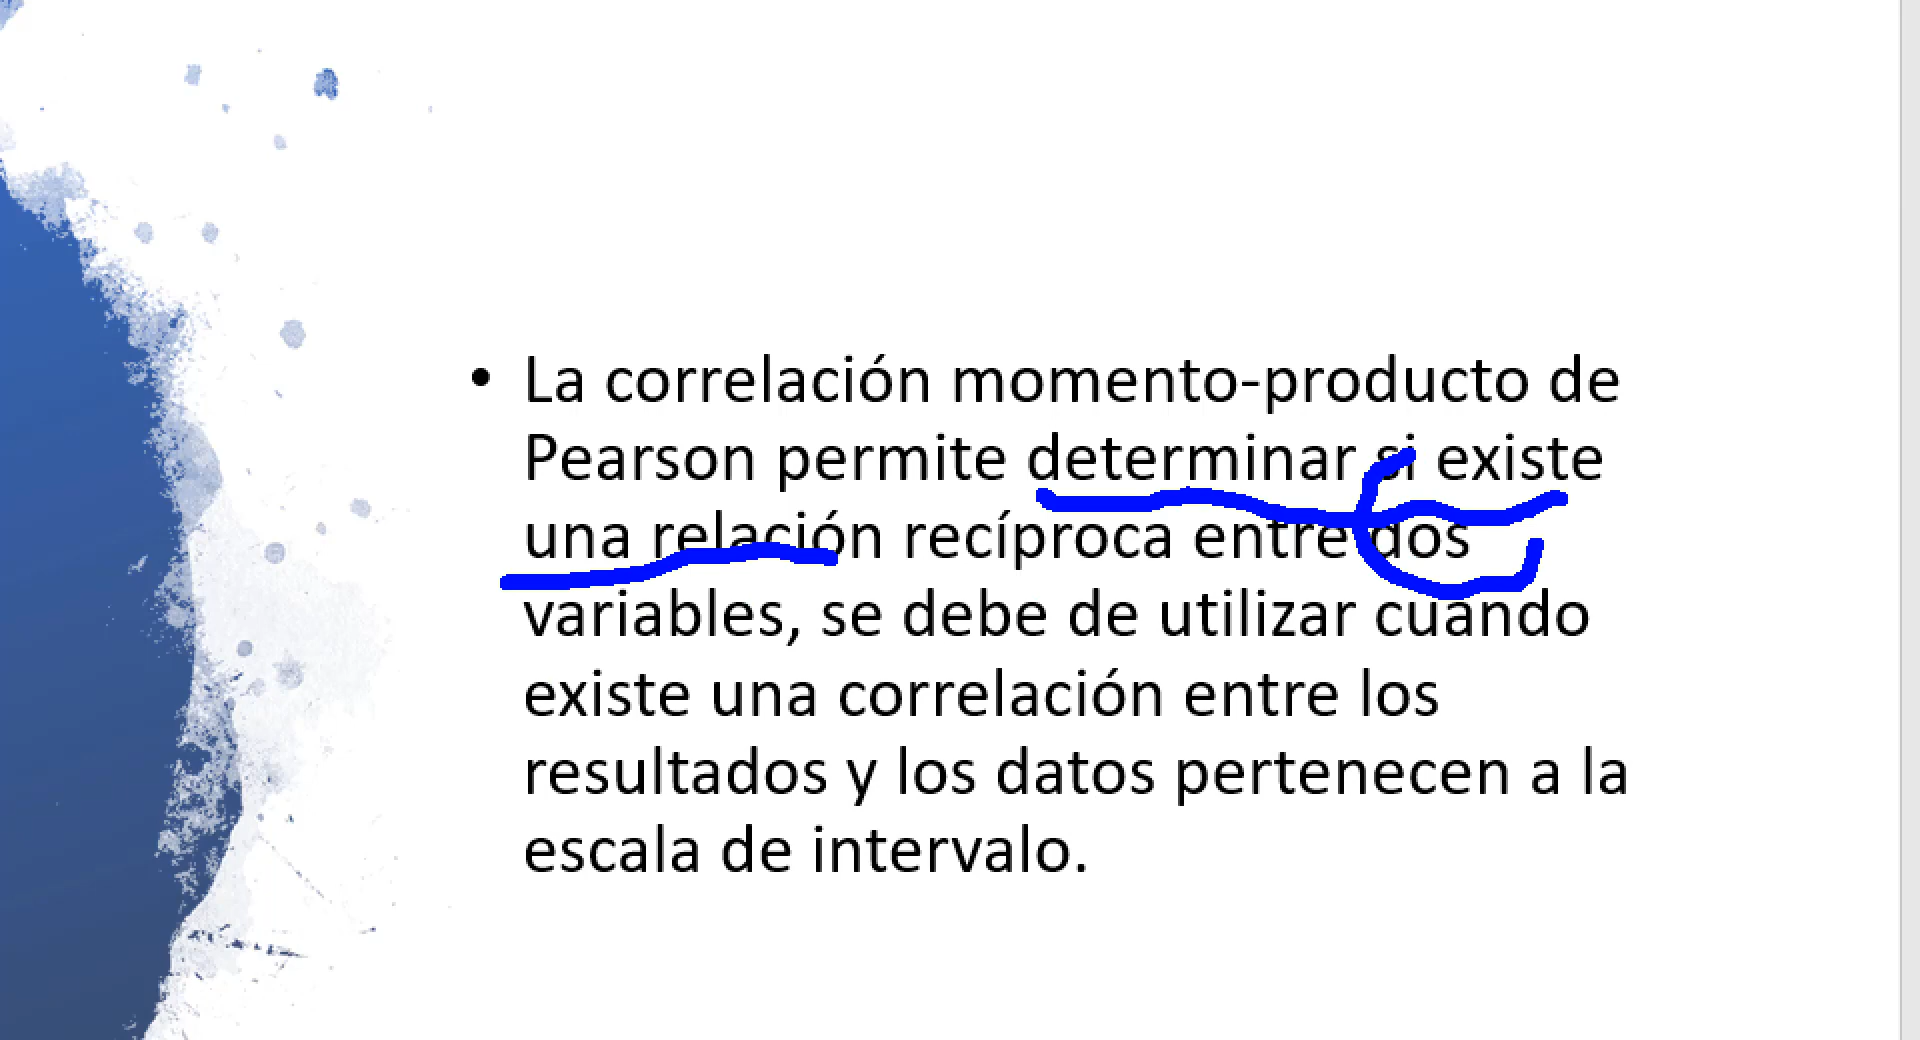 • La correlación momento-producto de
Pearson permite determinar si existe
una relación recíproca entre dos
variables, se debe de utilizar cuando
existe una correlación entre los
resultados y los datos pertenecen a la
escala de intervalo.